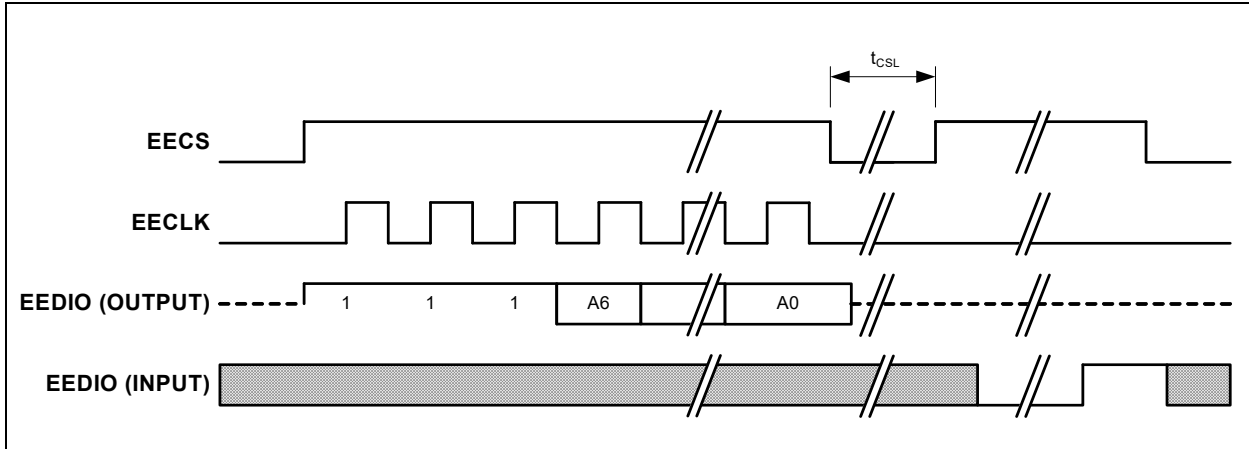 tCSL
EECS
EECLK
EEDIO (OUTPUT) 1 1 1 A6 A0
EEDIO (INPUT)